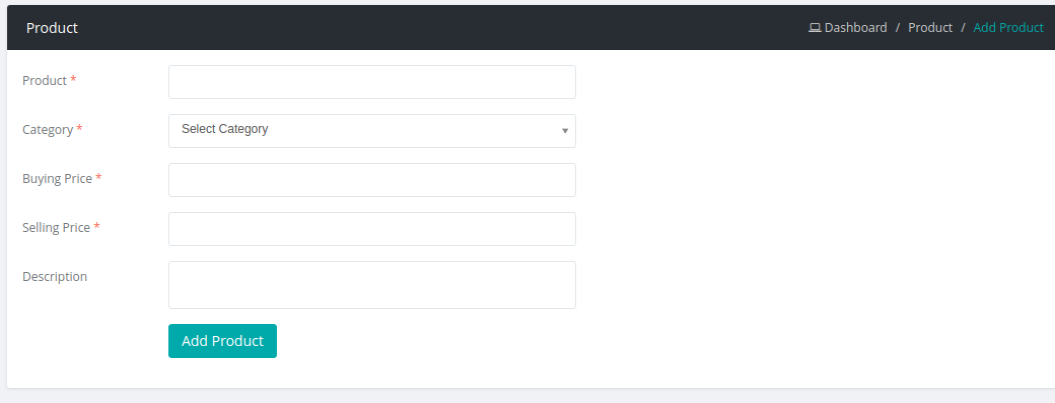 Product
Dashboard / Product / Add Product
Product *
Category *
Select Category
Buying Price *
Selling Price *
Description
Add Product